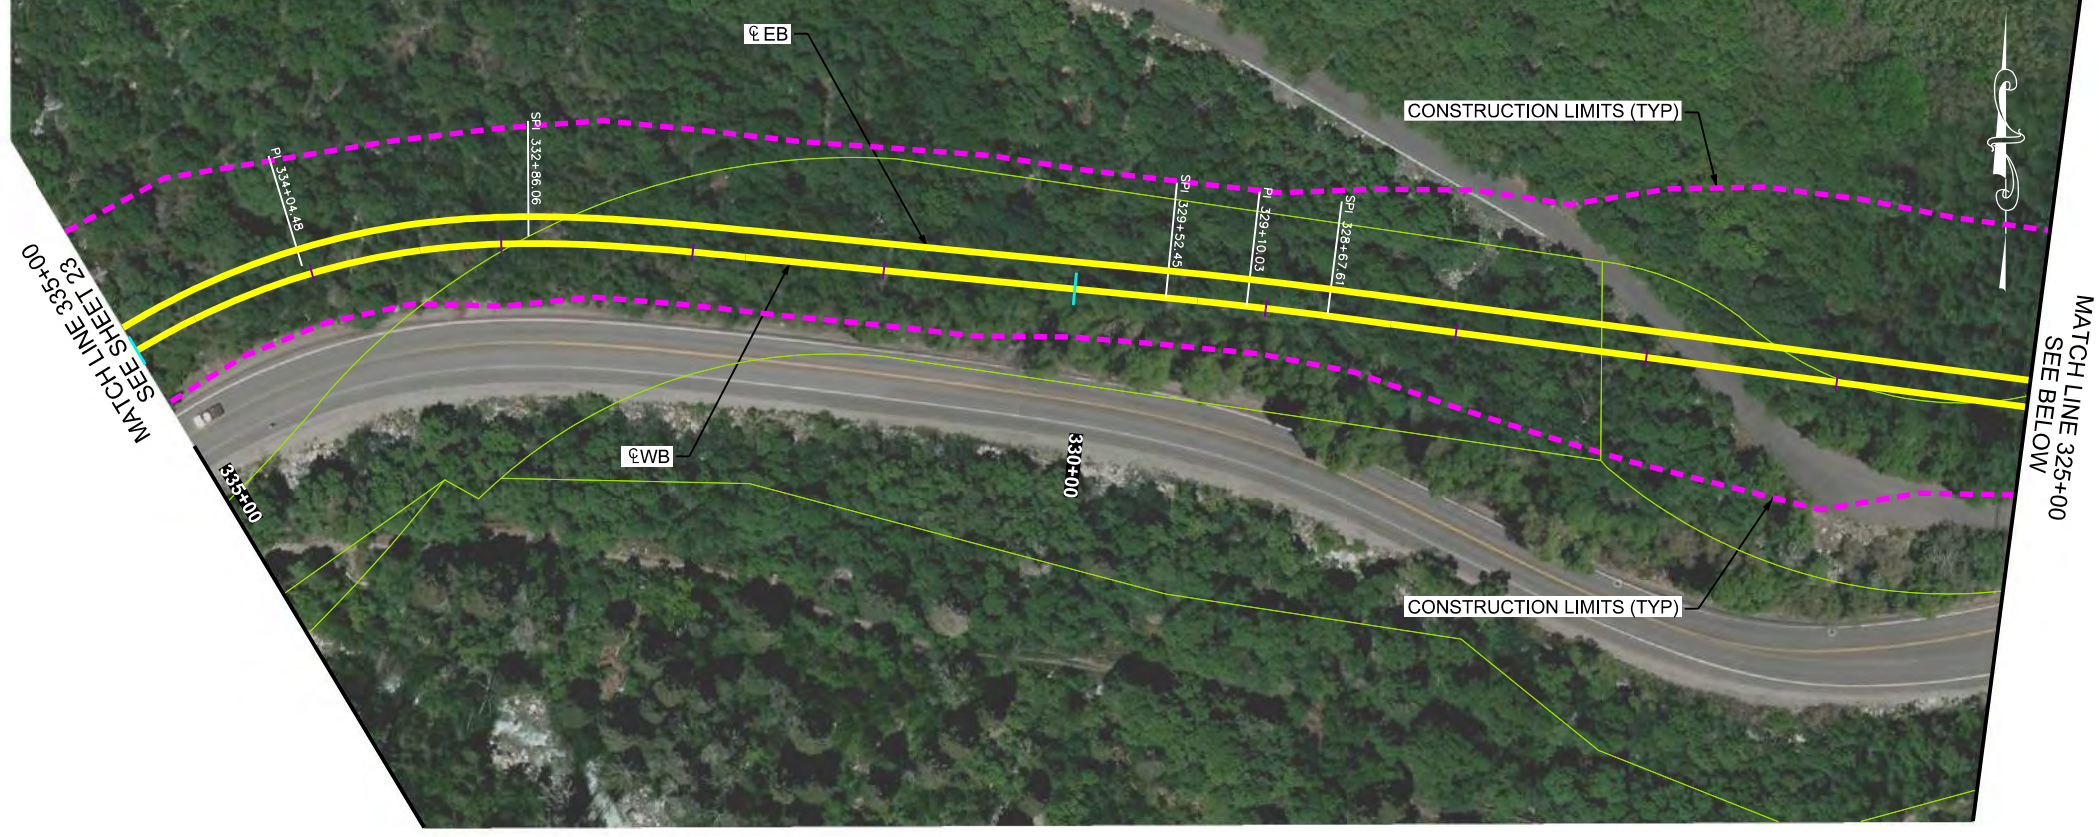 ℄ EB
CONSTRUCTION LIMITS (TYP)
PI 334+04.48
SPI 332+86.06
SPI 329+52.45
PI 329+10.03
SPI 328+67.61
MATCH LINE 335+00
SEE SHEET 23
MATCH LINE 325+00
SEE BELOW
℄ WB
335+00
330+00
CONSTRUCTION LIMITS (TYP)